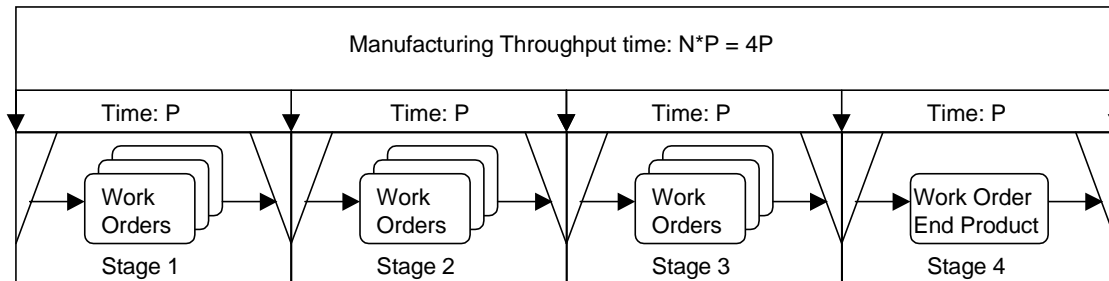 Manufacturing Throughput time: N*P = 4P
Time: P
Time: P
Time: P
Time: P
Work
Orders
Work
Orders
Work
Orders
Work Order
End Product
Stage 1
Stage 2
Stage 3
Stage 4